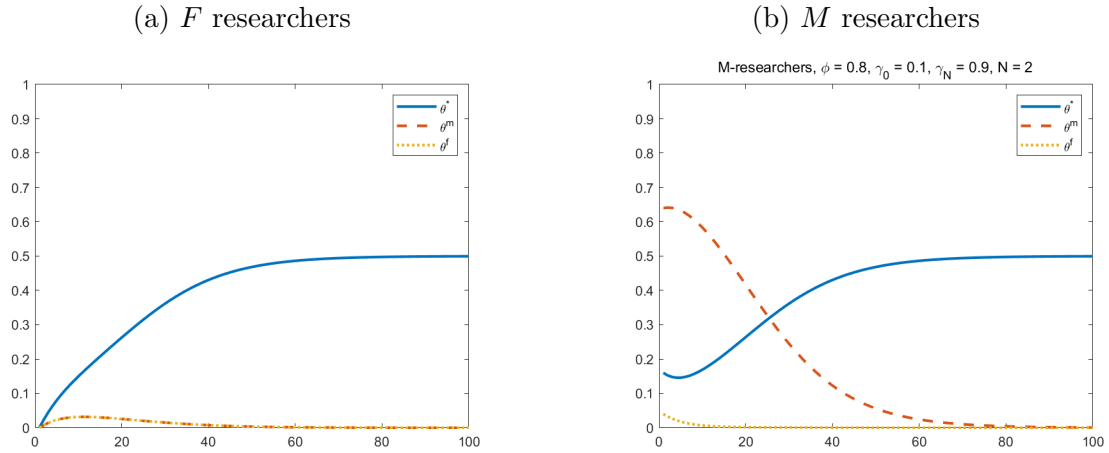 (a) F researchers
1
0.9
0.8
0.7
0.6
0.5
0.4
0.3
0.2
0.1
0
0 20 40 60 80 100
θ*
θᵐ
θᶠ
(b) M researchers
M-researchers, ϕ = 0.8, γ₀ = 0.1, γ_N = 0.9, N = 2
1
0.9
0.8
0.7
0.6
0.5
0.4
0.3
0.2
0.1
0
0 20 40 60 80 100
θ*
θᵐ
θᶠ